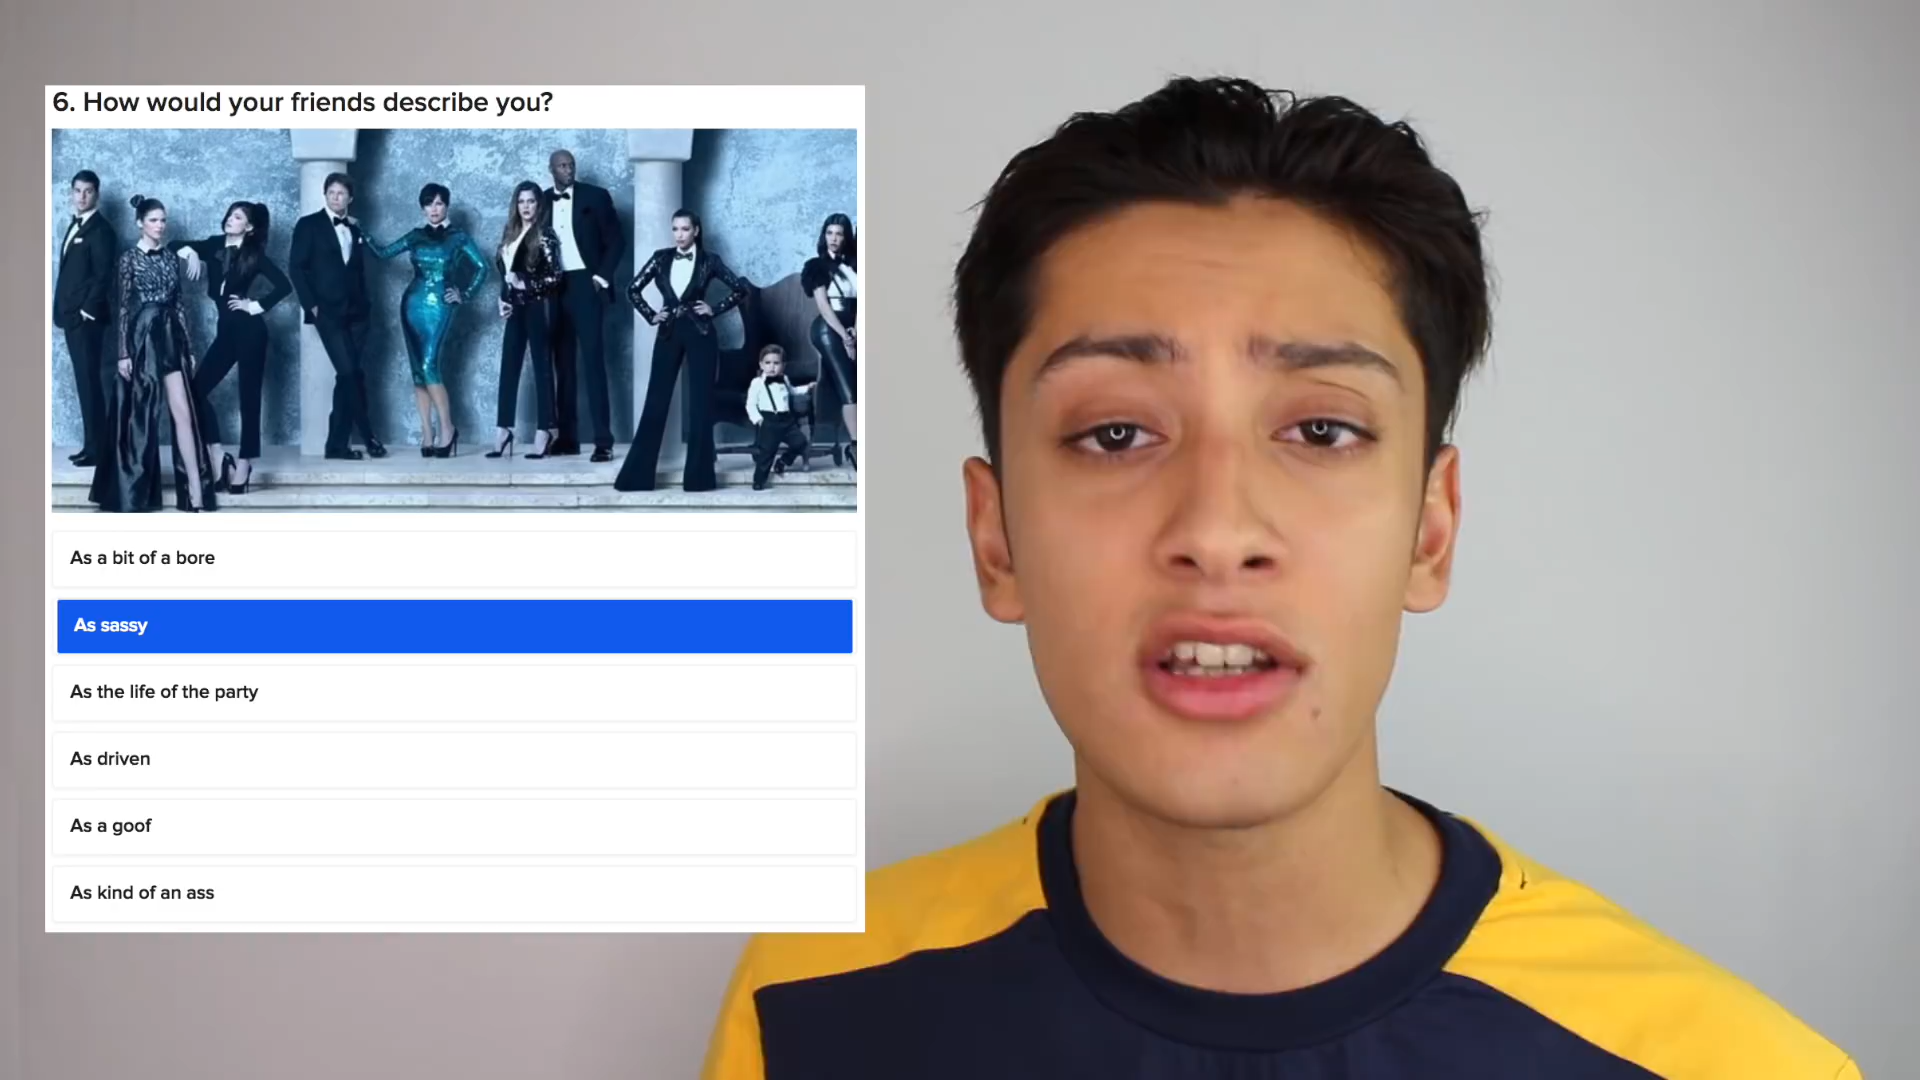 6. How would your friends describe you?
As a bit of a bore
As sassy
As the life of the party
As driven
As a goof
As kind of an ass